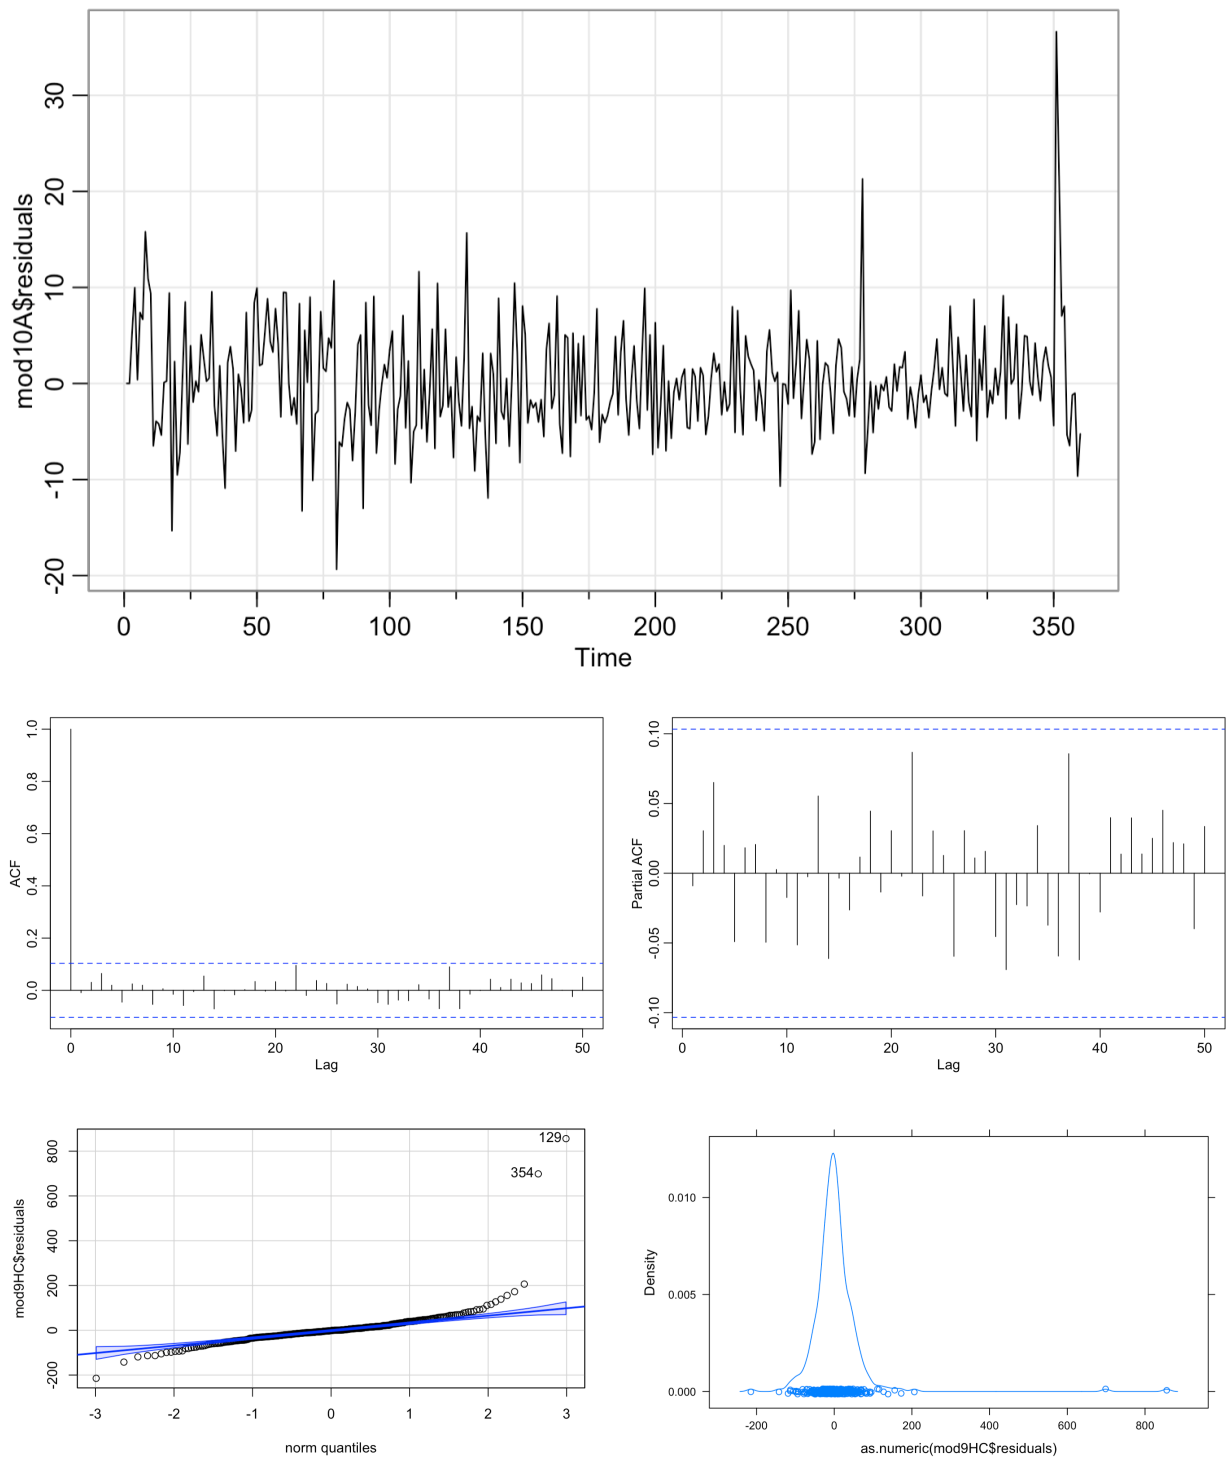 mod10A$residuals
30
20
10
0
-10
-20
0 50 100 150 200 250 300 350
Time
ACF
1.0
0.8
0.6
0.4
0.2
0.0
0 10 20 30 40 50
Lag
Partial ACF
0.10
0.05
0.00
-0.05
-0.10
0 10 20 30 40 50
Lag
mod9HC$residuals
800
600
400
200
0
-200
129
354
-3 -2 -1 0 1 2 3
norm quantiles
Density
0.010
0.005
0.000
-200 0 200 400 600 800
as.numeric(mod9HC$residuals)